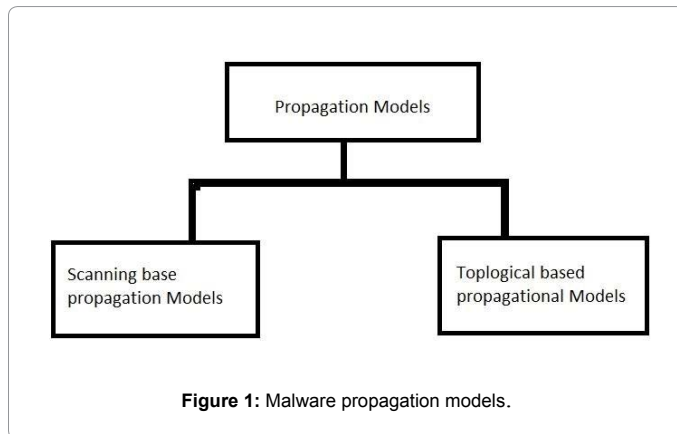 Propagation Models
Scanning base
propagation Models
Toplogical based
propagational Models
Figure 1: Malware propagation models.